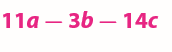 11a — 3b — 14c